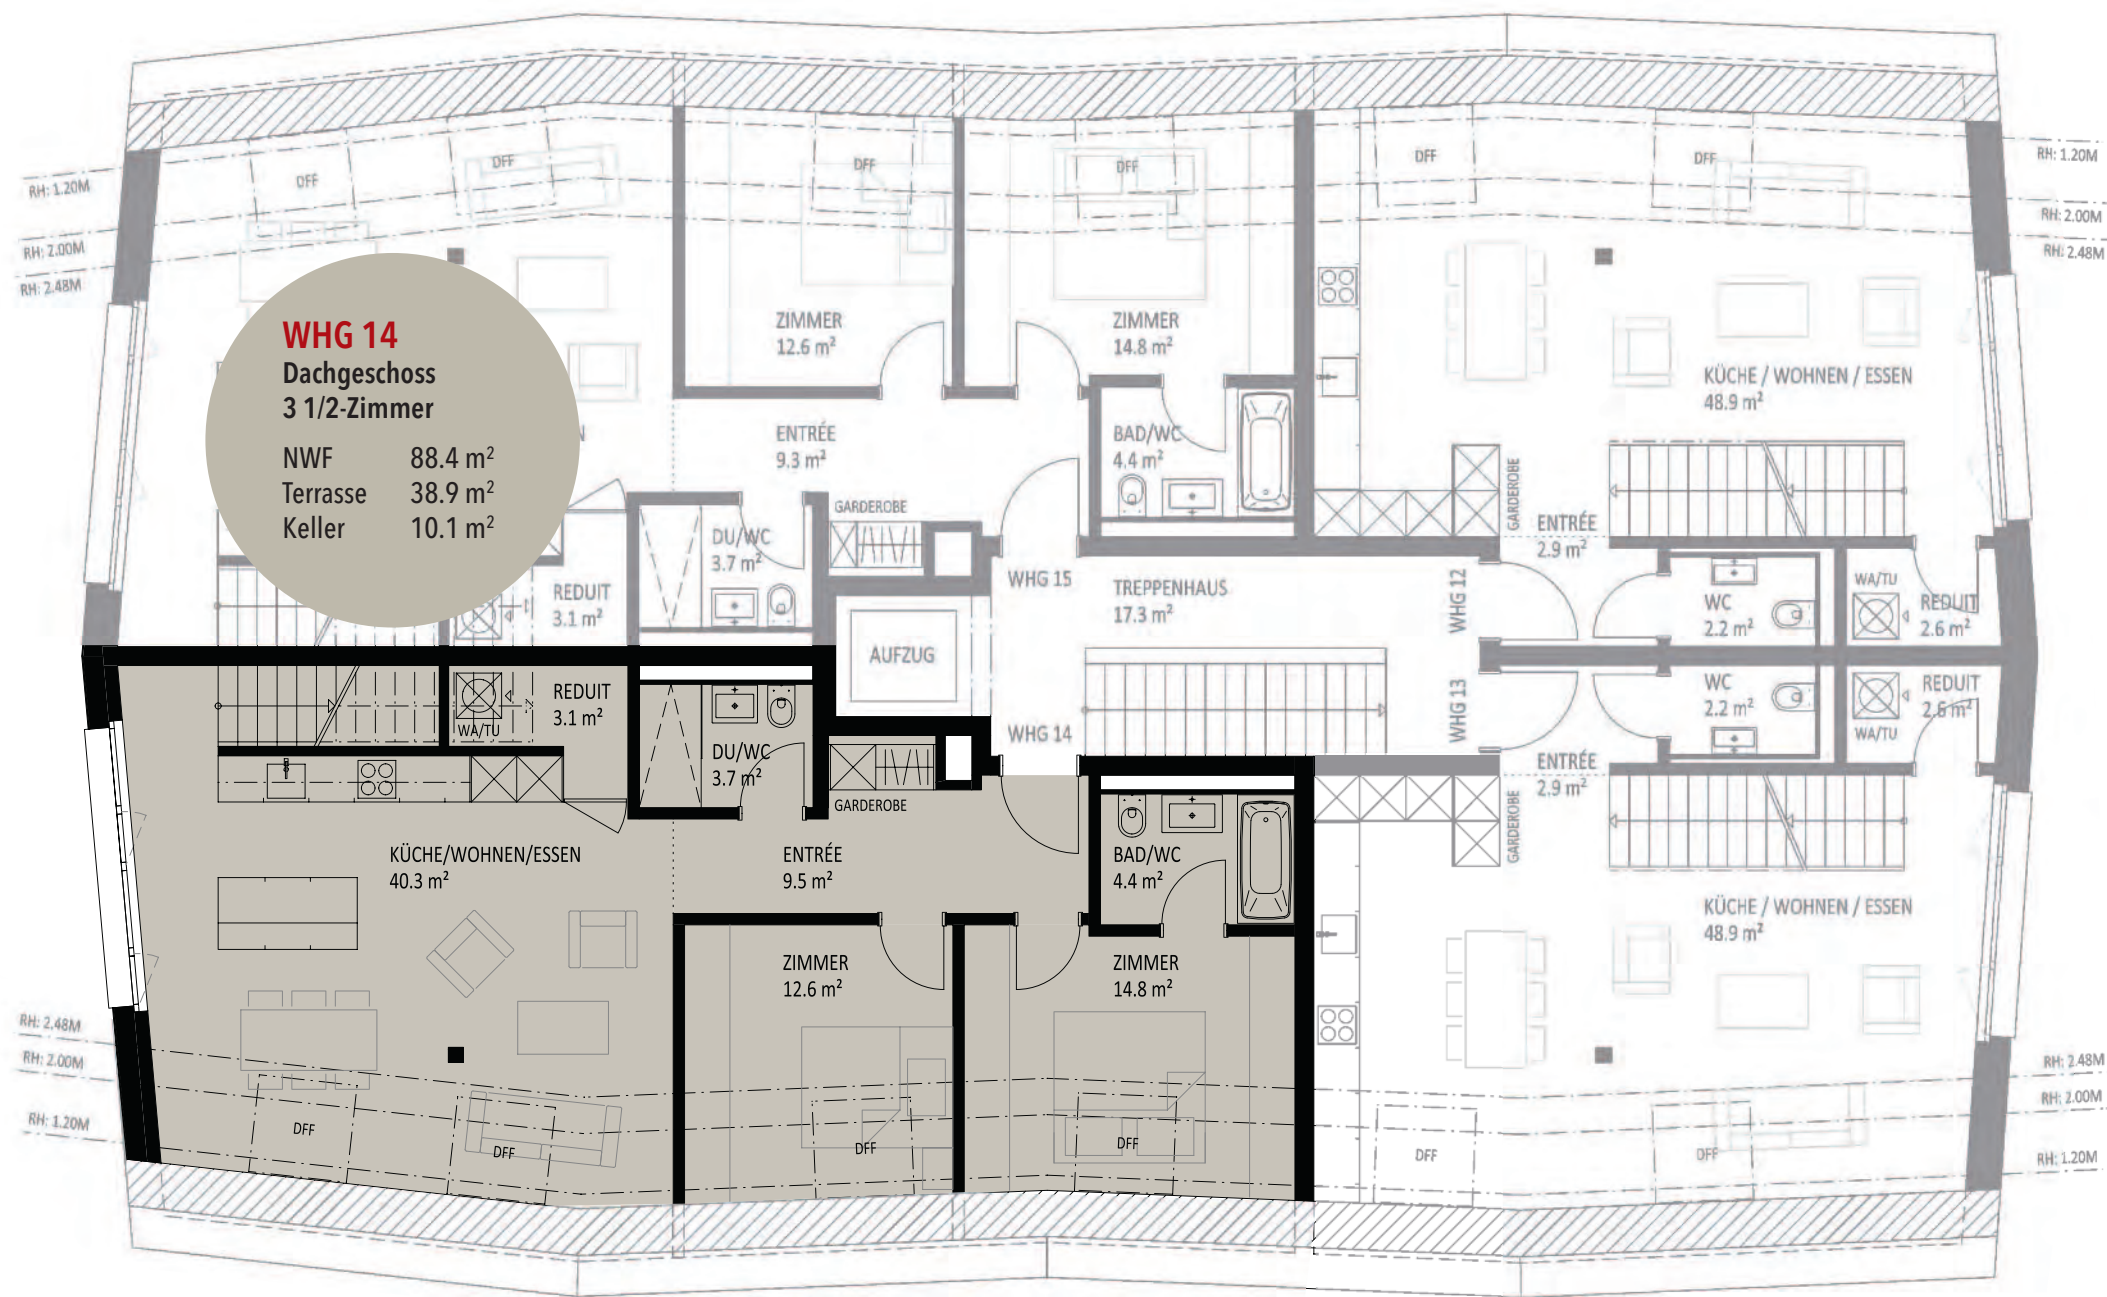 DFF
DFF
DFF
DFF
DFF
DFF
RH: 1.20M
RH: 2.00M
RH: 2.48M
RH: 1.20M
RH: 2.00M
RH: 2.48M
WHG 14
Dachgeschoss
3 1/2-Zimmer
NWF 88.4 m²
Terrasse 38.9 m²
Keller 10.1 m²
N
ZIMMER
12.6 m²
ZIMMER
14.8 m²
KÜCHE / WOHNEN / ESSEN
48.9 m²
ENTRÉE
9.3 m²
BAD/WC
4.4 m²
GARDEROBE
GARDEROBE
ENTRÉE
2.9 m²
DU/WC
3.7 m²
REDUIT
3.1 m²
WHG 15
TREPPENHAUS
17.3 m²
WHG 12
WC
2.2 m²
WA/TU
REDUIT
2.6 m²
AUFZUG
REDUIT
3.1 m²
WA/TU
DU/WC
3.7 m²
WHG 14
WHG 13
WC
2.2 m²
REDUIT
2.6 m²
WA/TU
GARDEROBE
ENTRÉE
2.9 m²
GARDEROBE
KÜCHE/WOHNEN/ESSEN
40.3 m²
ENTRÉE
9.5 m²
BAD/WC
4.4 m²
KÜCHE / WOHNEN / ESSEN
48.9 m²
ZIMMER
12.6 m²
ZIMMER
14.8 m²
RH: 2.48M
RH: 2.00M
RH: 1.20M
RH: 2.48M
RH: 2.00M
RH: 1.20M
DFF
DFF
DFF
DFF
DFF
DFF